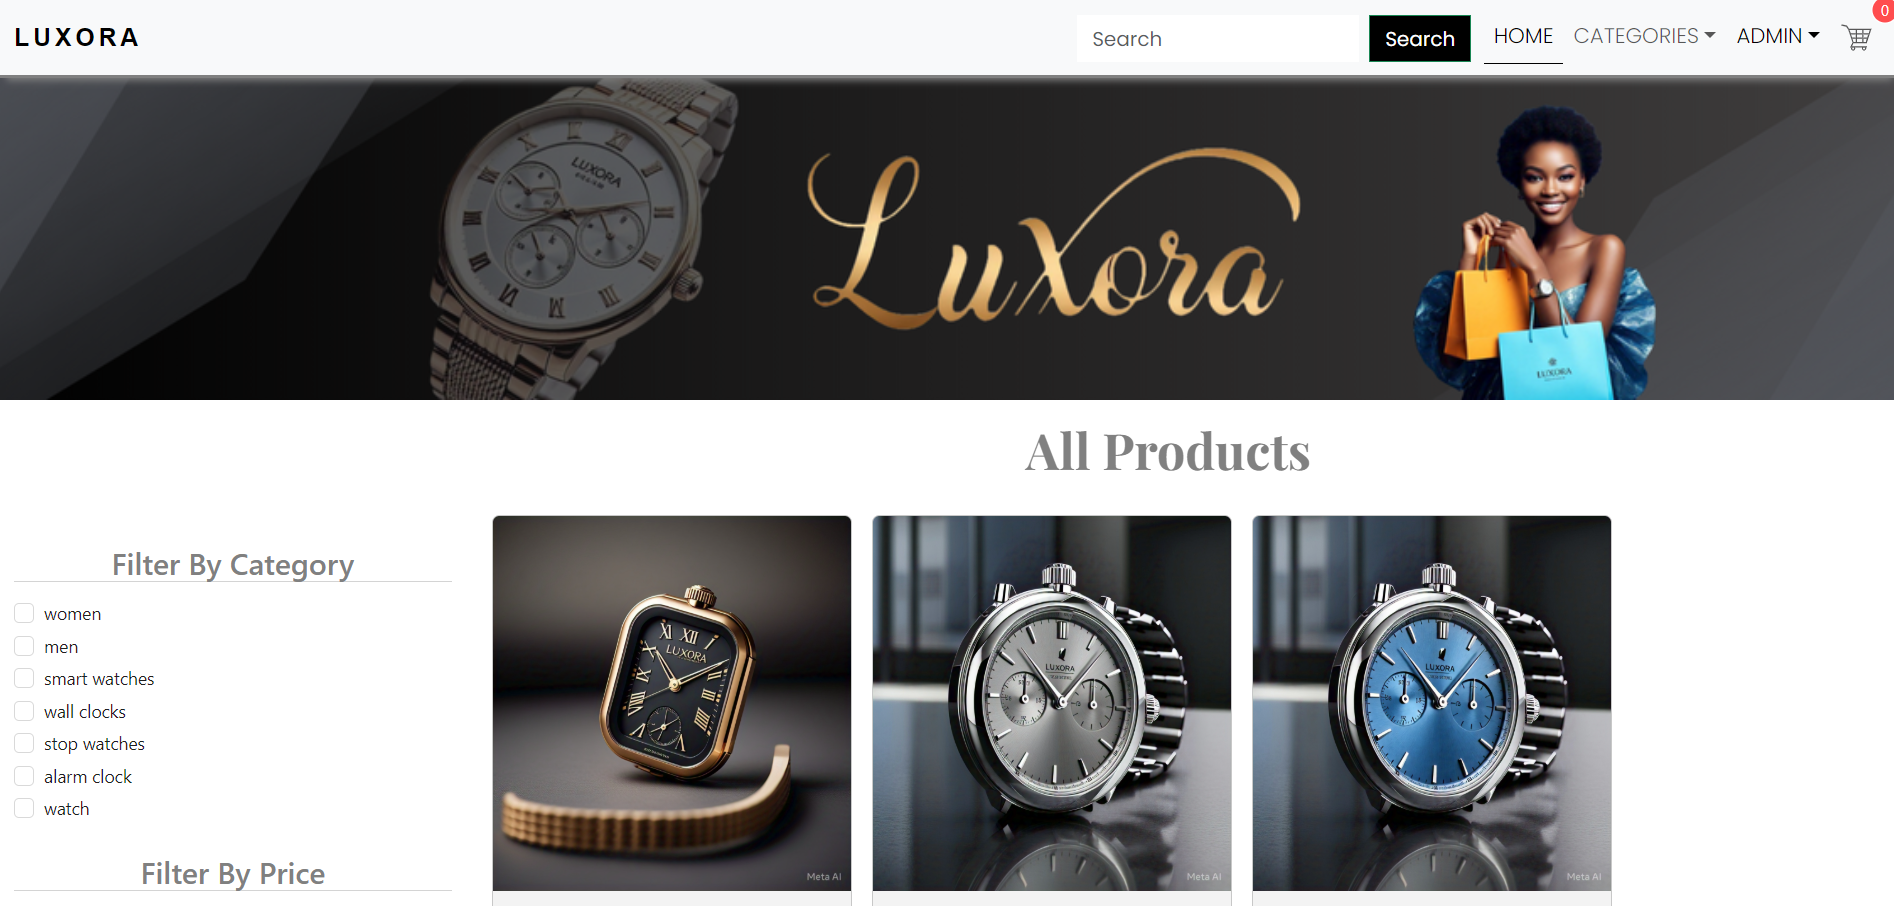 LUXORA
Search
Search
HOME
CATEGORIES
ADMIN
0
LUXORA
Luxora
LUXORA
All Products
Filter By Category
women
men
smart watches
wall clocks
stop watches
alarm clock
watch
Filter By Price
XI XII
LUXORA
Meta AI
LUXORA
Meta AI
LUXORA
Meta AI